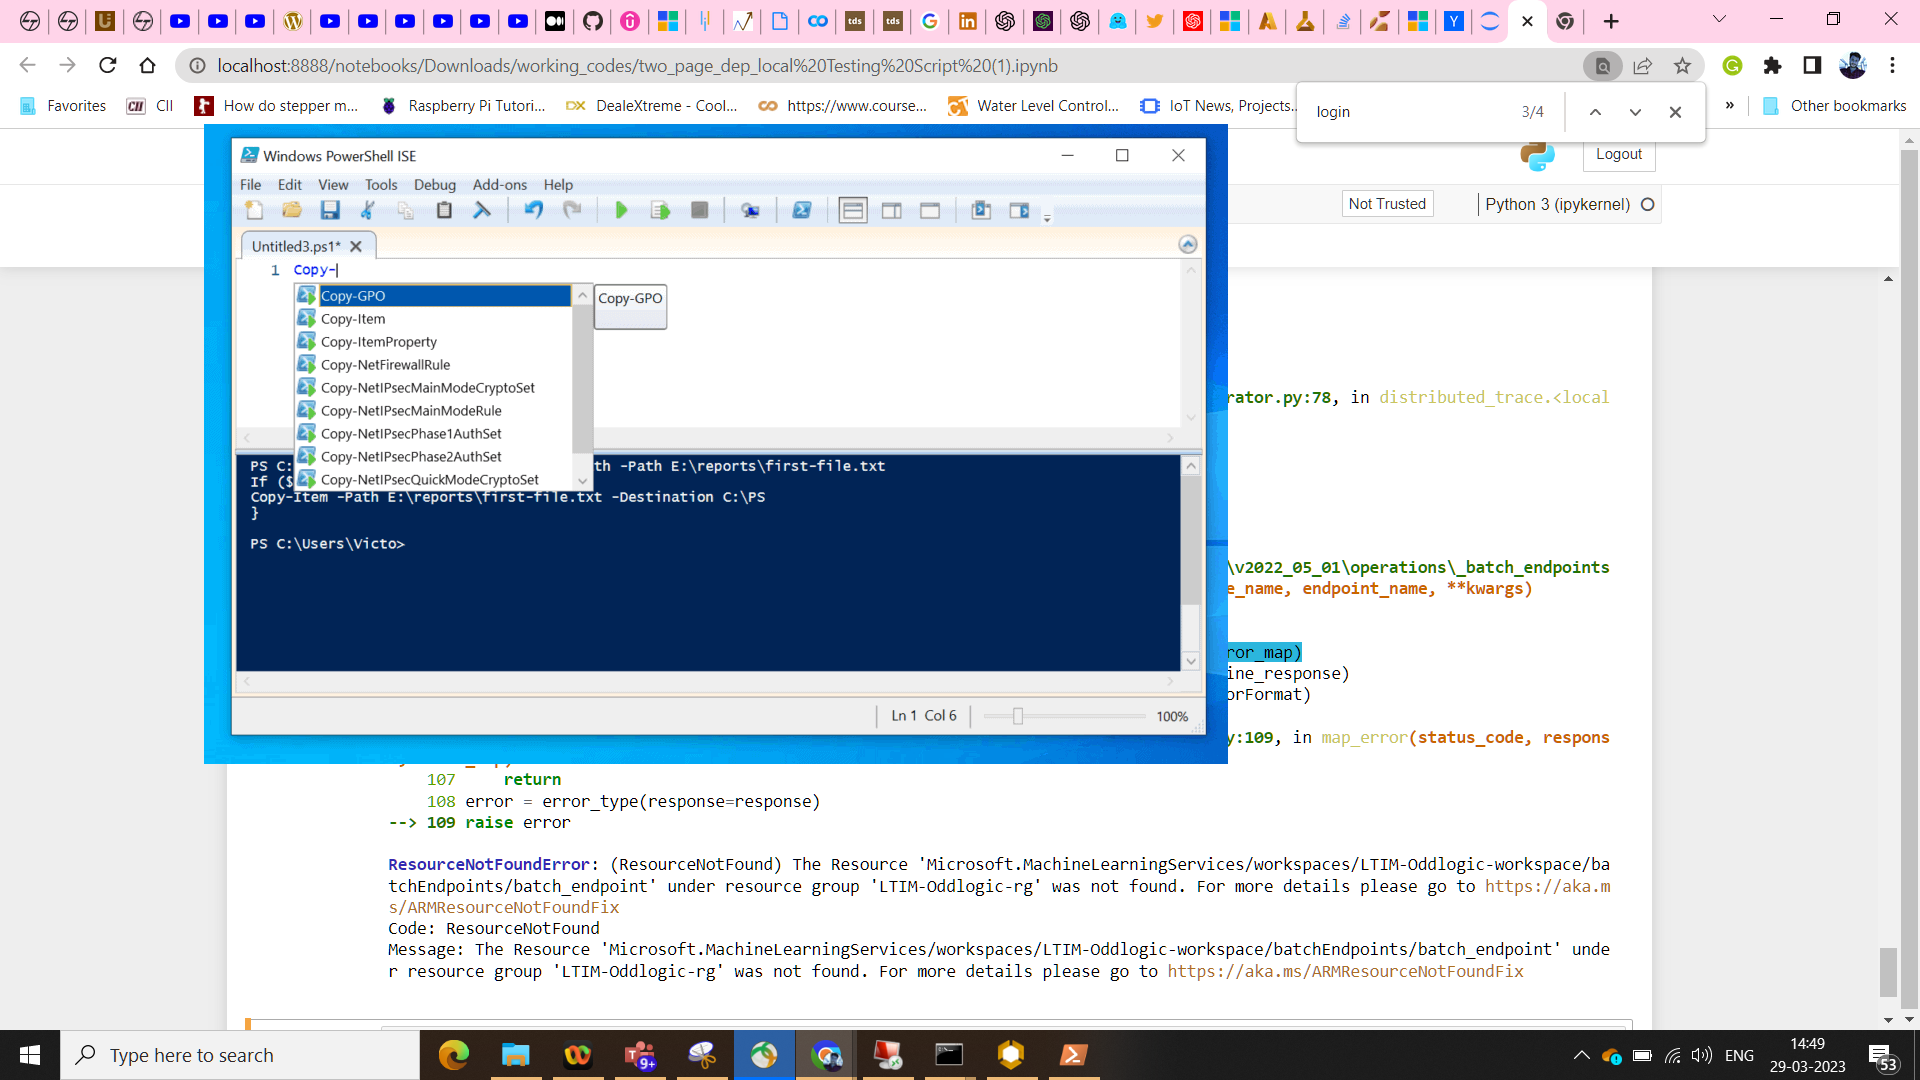 localhost:8888/notebooks/Downloads/working_codes/two_page_dep_local%20Testing%20Script%20(1).ipynb
Favorites CII How do stepper m... Raspberry Pi Tutori... DX DealeXtreme - Cool... https://www.course... Water Level Control... IoT News, Projects... » Other bookmarks
login 3/4
Logout
Not Trusted Python 3 (ipykernel)
Windows PowerShell ISE
File Edit View Tools Debug Add-ons Help
Untitled3.ps1*
1 Copy-
Copy-GPO Copy-GPO
Copy-Item
Copy-ItemProperty
Copy-NetFirewallRule
Copy-NetIPsecMainModeCryptoSet
Copy-NetIPsecMainModeRule
Copy-NetIPsecPhase1AuthSet
Copy-NetIPsecPhase2AuthSet
Copy-NetIPsecQuickModeCryptoSet
PS C: th -Path E:\reports\first-file.txt
If ($
Copy-Item -Path E:\reports\first-file.txt -Destination C:\PS
}
PS C:\Users\Victo>
Ln 1 Col 6 100%
rator.py:78, in distributed_trace.<local
\v2022_05_01\operations\_batch_endpoints
e_name, endpoint_name, **kwargs)
ror_map)
ine_response)
orFormat)
y:109, in map_error(status_code, respons
107 return
108 error = error_type(response=response)
--> 109 raise error
ResourceNotFoundError: (ResourceNotFound) The Resource 'Microsoft.MachineLearningServices/workspaces/LTIM-Oddlogic-workspace/ba
tchEndpoints/batch_endpoint' under resource group 'LTIM-Oddlogic-rg' was not found. For more details please go to https://aka.m
s/ARMResourceNotFoundFix
Code: ResourceNotFound
Message: The Resource 'Microsoft.MachineLearningServices/workspaces/LTIM-Oddlogic-workspace/batchEndpoints/batch_endpoint' unde
r resource group 'LTIM-Oddlogic-rg' was not found. For more details please go to https://aka.ms/ARMResourceNotFoundFix
Type here to search
9+
ENG
14:49
29-03-2023
53